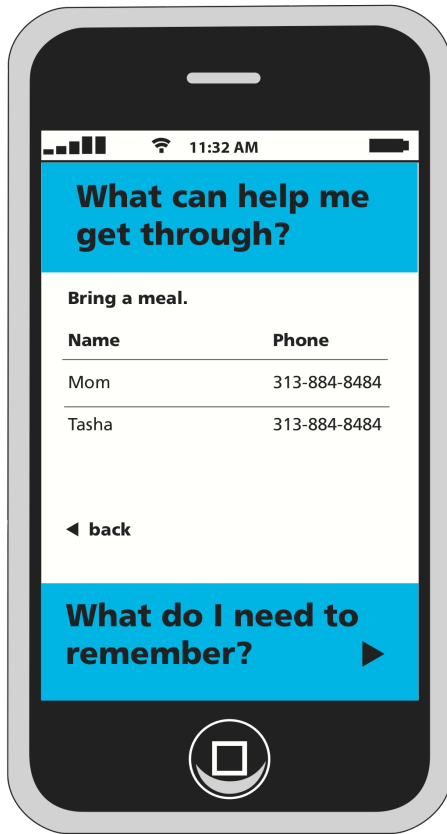 11:32 AM
What can help me
get through?
Bring a meal.
Name Phone
Mom 313-884-8484
Tasha 313-884-8484
back
What do I need to
remember?